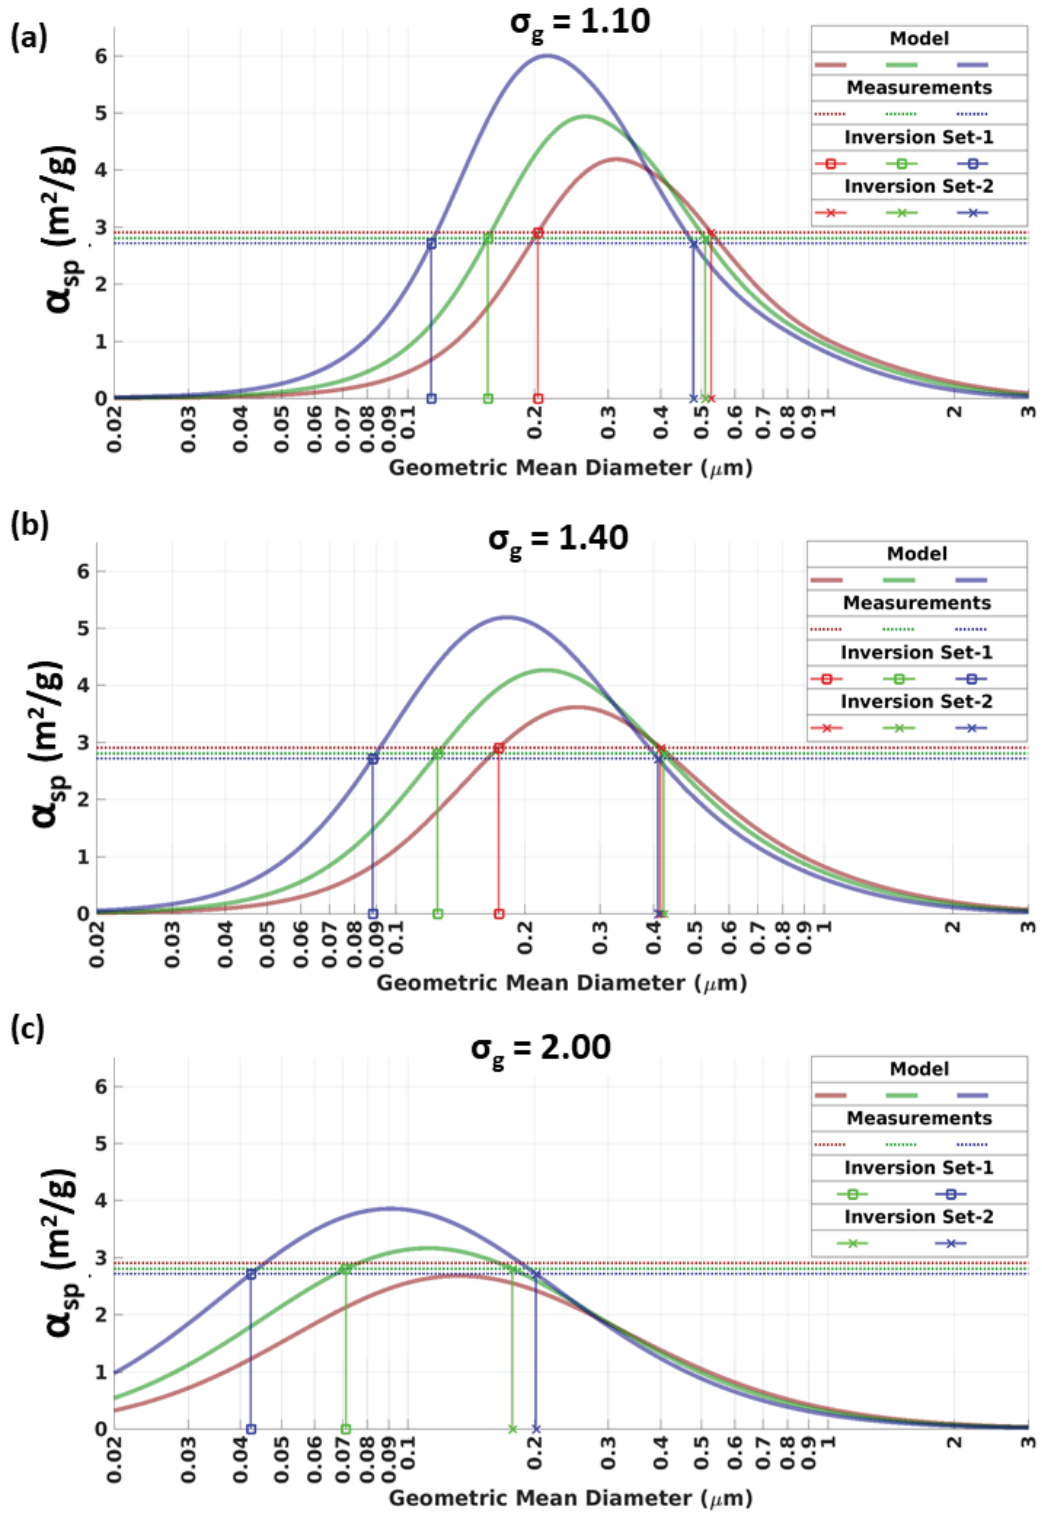 (a)
σg = 1.10
αsp (m²/g)
6
5
4
3
2
1
0
0.02 0.03 0.04 0.05 0.06 0.07 0.08 0.09 0.1 0.2 0.3 0.4 0.5 0.6 0.7 0.8 0.9 1 2 3
Geometric Mean Diameter (μm)
Model
Measurements
Inversion Set-1
Inversion Set-2
(b)
σg = 1.40
αsp (m²/g)
6
5
4
3
2
1
0
0.02 0.03 0.04 0.05 0.06 0.07 0.08 0.09 0.1 0.2 0.3 0.4 0.5 0.6 0.7 0.8 0.9 1 2 3
Geometric Mean Diameter (μm)
Model
Measurements
Inversion Set-1
Inversion Set-2
(c)
σg = 2.00
αsp (m²/g)
6
5
4
3
2
1
0
0.02 0.03 0.04 0.05 0.06 0.07 0.08 0.09 0.1 0.2 0.3 0.4 0.5 0.6 0.7 0.8 0.9 1 2 3
Geometric Mean Diameter (μm)
Model
Measurements
Inversion Set-1
Inversion Set-2